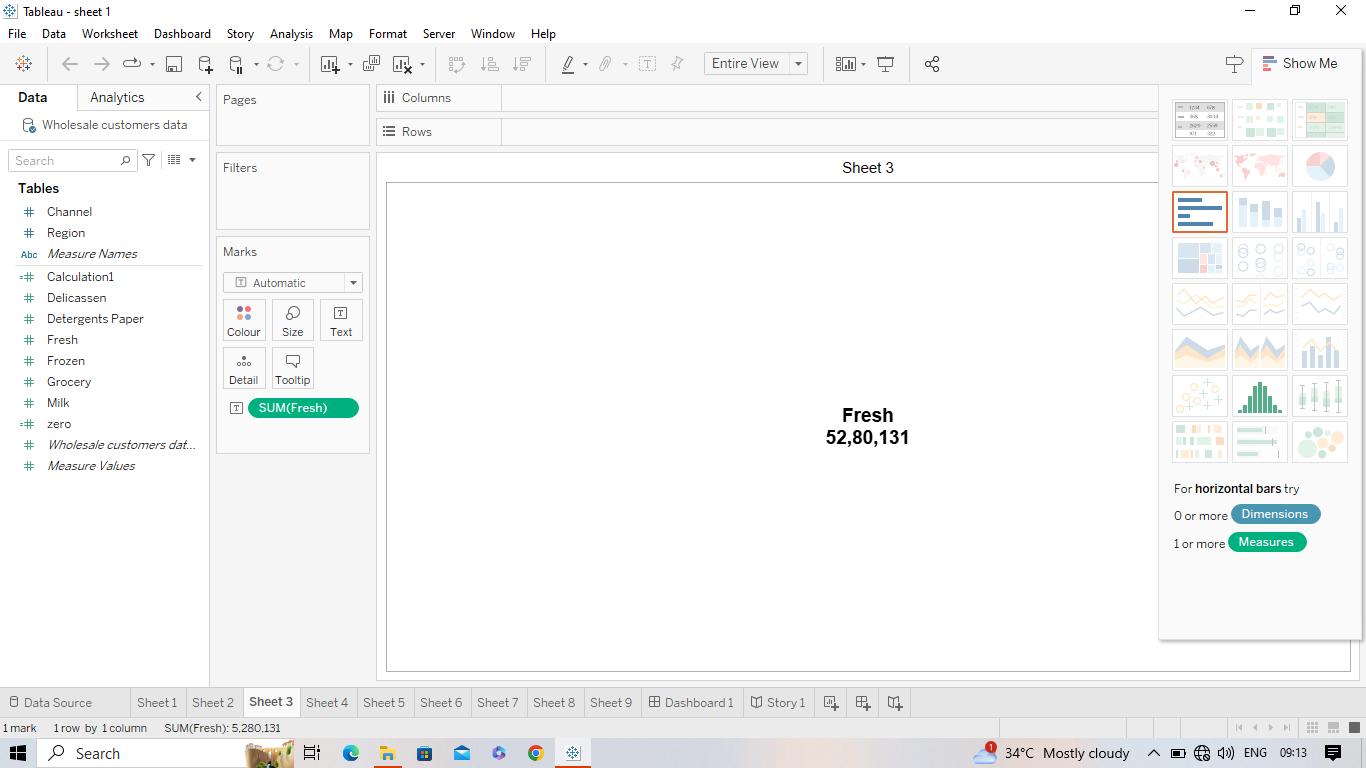 Tableau - sheet 1
File Data Worksheet Dashboard Story Analysis Map Format Server Window Help
Entire View
Show Me
Data Analytics
Wholesale customers data
Search
Tables
Channel
Region
Abc Measure Names
Calculation1
Delicassen
Detergents Paper
Fresh
Frozen
Grocery
Milk
zero
Wholesale customers dat...
Measure Values
Pages
Filters
Marks
Automatic
Colour Size Text
Detail Tooltip
SUM(Fresh)
Columns
Rows
Sheet 3
Fresh
52,80,131
For horizontal bars try
0 or more Dimensions
1 or more Measures
Data Source Sheet 1 Sheet 2 Sheet 3 Sheet 4 Sheet 5 Sheet 6 Sheet 7 Sheet 8 Sheet 9 Dashboard 1 Story 1
1 mark 1 row by 1 column SUM(Fresh): 5,280,131
Search 1 34°C Mostly cloudy ENG 09:13